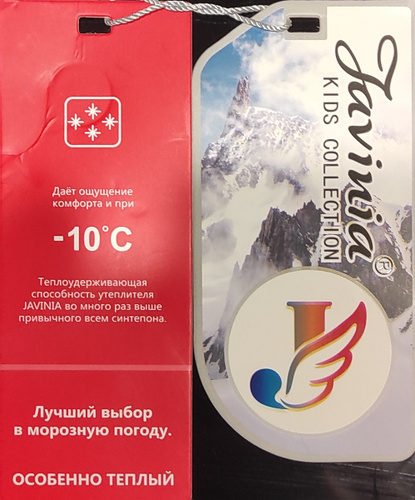 Даёт ощущение
комфорта и при
-10°C
Теплоудерживающая
способность утеплителя
JAVINIA во много раз выше
привычного всем синтепона.
Лучший выбор
в морозную погоду.
ОСОБЕННО ТЕПЛЫЙ
Javinia®
KIDS COLLECTION
J